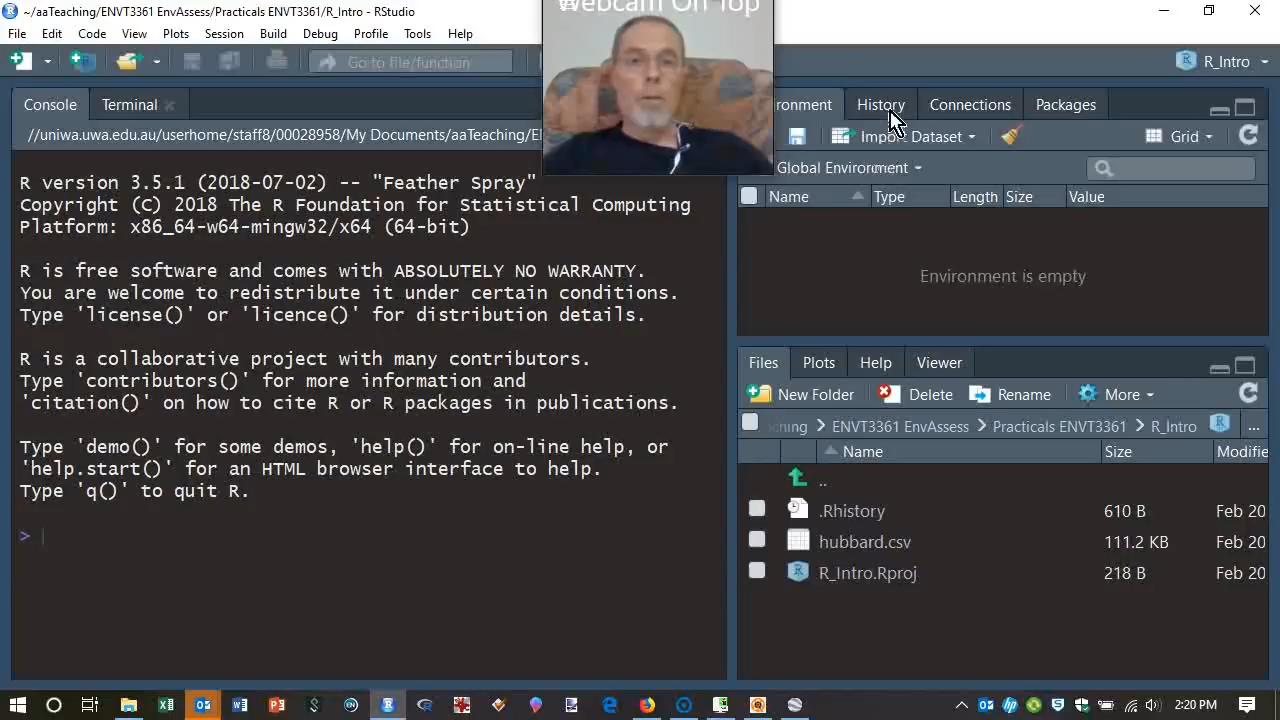 ~/aaTeaching/ENVT3361 EnvAssess/Practicals ENVT3361/R_Intro - RStudio
Webcam On Top
File Edit Code View Plots Session Build Debug Profile Tools Help
Go to file/function
R_Intro
Console Terminal
ronment History Connections Packages
//uniwa.uwa.edu.au/userhome/staff8/00028958/My Documents/aaTeaching/E
Import Dataset
Grid
Global Environment
Name Type Length Size Value
Environment is empty
R version 3.5.1 (2018-07-02) -- "Feather Spray"
Copyright (C) 2018 The R Foundation for Statistical Computing
Platform: x86_64-w64-mingw32/x64 (64-bit)
R is free software and comes with ABSOLUTELY NO WARRANTY.
You are welcome to redistribute it under certain conditions.
Type 'license()' or 'licence()' for distribution details.
R is a collaborative project with many contributors.
Type 'contributors()' for more information and
'citation()' on how to cite R or R packages in publications.
Type 'demo()' for some demos, 'help()' for on-line help, or
'help.start()' for an HTML browser interface to help.
Type 'q()' to quit R.
>
Files Plots Help Viewer
New Folder Delete Rename More
ching ENVT3361 EnvAssess Practicals ENVT3361 R_Intro ...
Name Size Modifie
..
.Rhistory 610 B Feb 20
hubbard.csv 111.2 KB Feb 20
R_Intro.Rproj 218 B Feb 20
2:20 PM